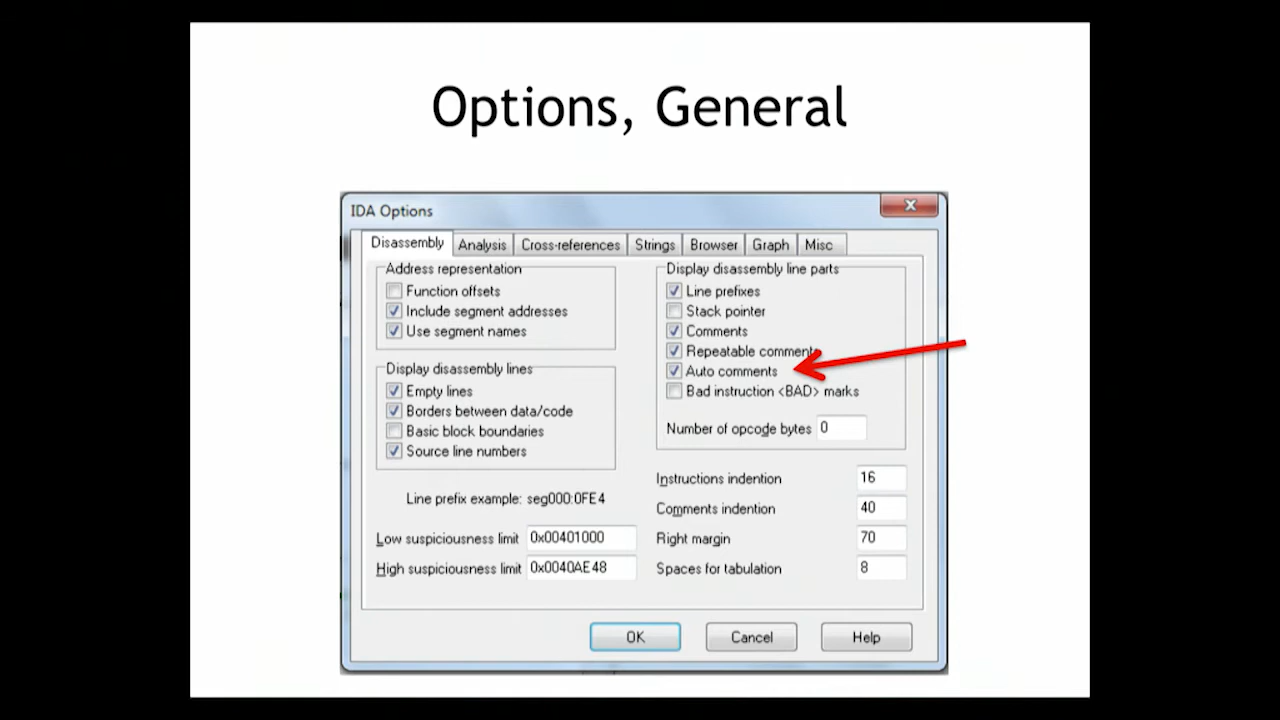 Options, General
IDA Options
Disassembly Analysis Cross-references Strings Browser Graph Misc
Address representation
Function offsets
Include segment addresses
Use segment names
Display disassembly lines
Empty lines
Borders between data/code
Basic block boundaries
Source line numbers
Line prefix example: seg000:0FE4
Low suspiciousness limit 0x00401000
High suspiciousness limit 0x0040AE48
Display disassembly line parts
Line prefixes
Stack pointer
Comments
Repeatable comments
Auto comments
Bad instruction <BAD> marks
Number of opcode bytes 0
Instructions indention 16
Comments indention 40
Right margin 70
Spaces for tabulation 8
OK Cancel Help